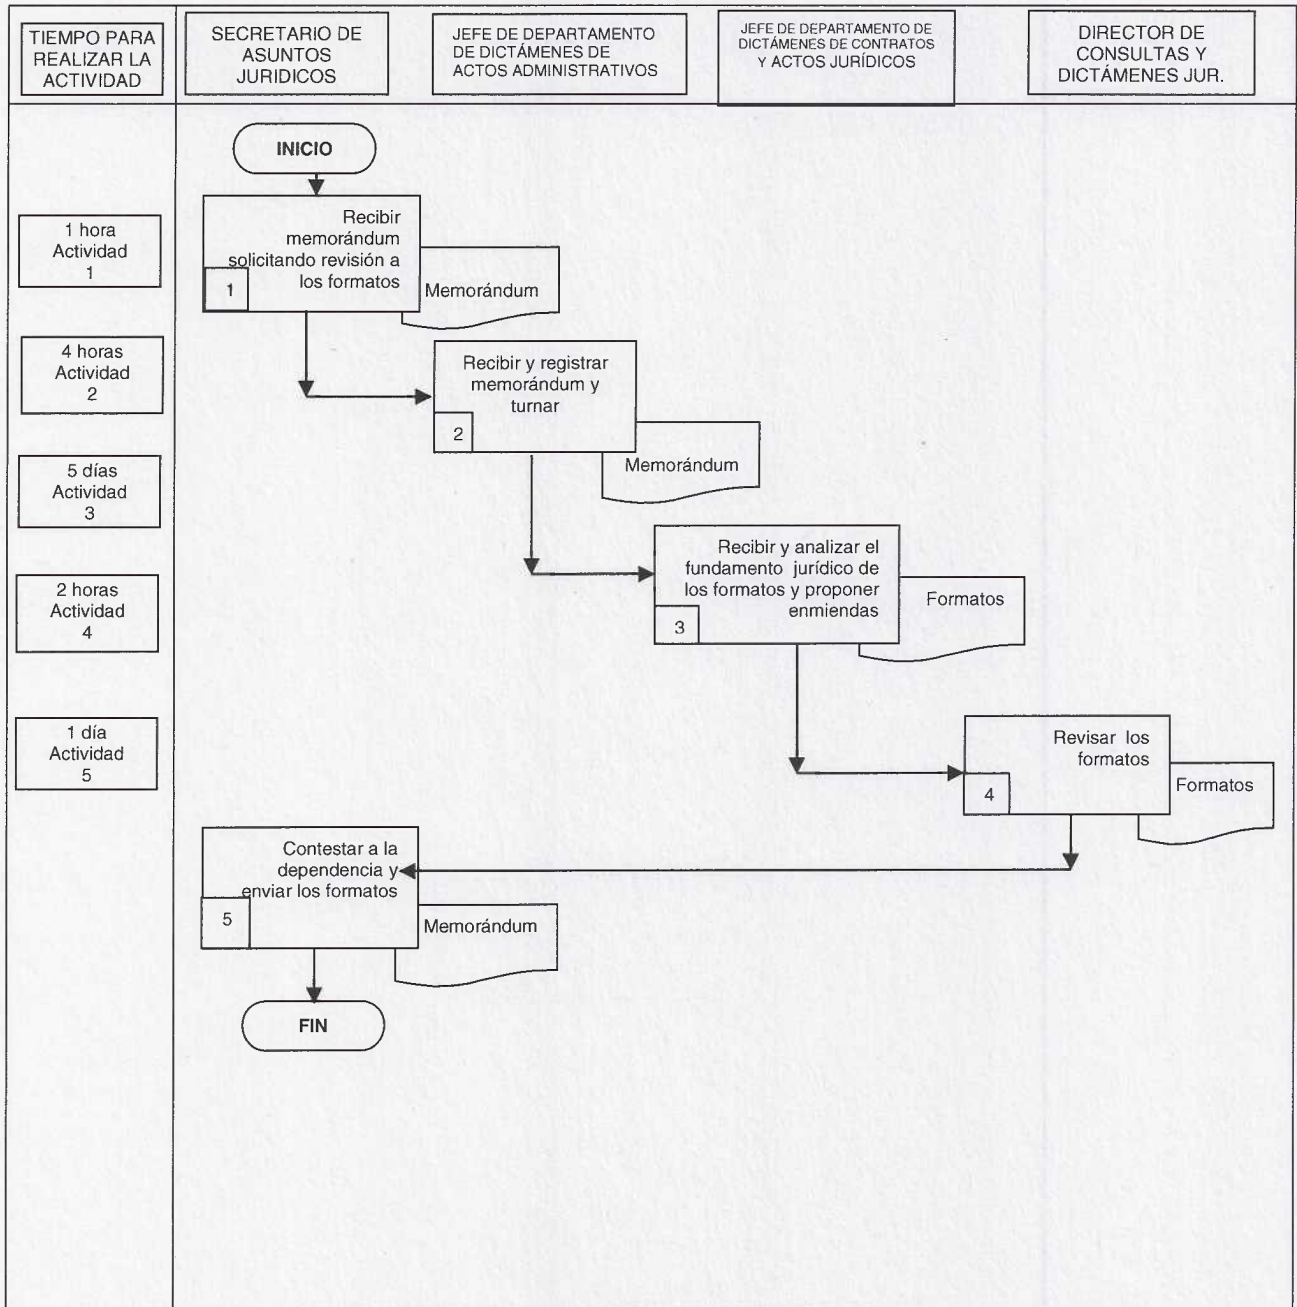 TIEMPO PARA
REALIZAR LA
ACTIVIDAD
SECRETARIO DE
ASUNTOS
JURIDICOS
JEFE DE DEPARTAMENTO
DE DICTÁMENES DE
ACTOS ADMINISTRATIVOS
JEFE DE DEPARTAMENTO DE
DICTÁMENES DE CONTRATOS
Y ACTOS JURÍDICOS
DIRECTOR DE
CONSULTAS Y
DICTÁMENES JUR.
INICIO
1 hora
Actividad
1
Recibir
memorándum
solicitando revisión a
los formatos
1
Memorándum
4 horas
Actividad
2
Recibir y registrar
memorándum y
turnar
2
Memorándum
5 días
Actividad
3
Recibir y analizar el
fundamento jurídico de
los formatos y proponer
enmiendas
3
Formatos
2 horas
Actividad
4
Revisar los
formatos
4
Formatos
1 día
Actividad
5
Contestar a la
dependencia y
enviar los formatos
5
Memorándum
FIN